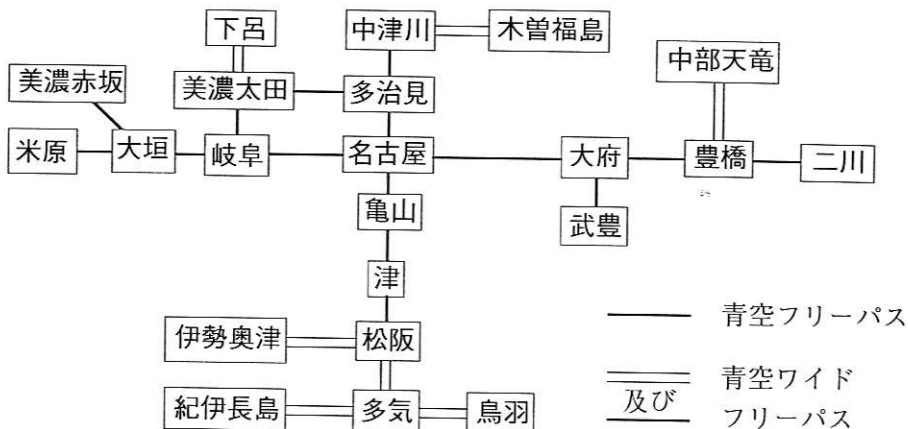 下呂
中津川
木曽福島
中部天竜
美濃赤坂
美濃太田
多治見
米原
大垣
岐阜
名古屋
大府
豊橋
二川
亀山
武豊
津
青空フリーパス
伊勢奥津
松阪
青空ワイド
及び
フリーパス
紀伊長島
多気
鳥羽